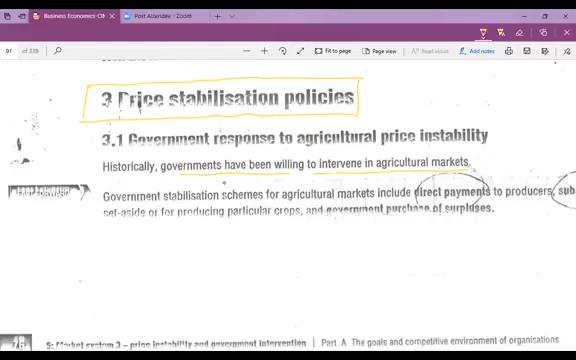 Business Economics-CN
Post Attendee - Zoom
91 of 339
Fit to page
Page view
Read aloud
Add notes
3 Price stabilisation policies
3.1 Government response to agricultural price instability
Historically, governments have been willing to intervene in agricultural markets.
FAST FORWARD
Government stabilisation schemes for agricultural markets include direct payments to producers, sub
set-aside or for producing particular crops, and government purchase of surpluses.
76
5: Market system 3 – price instability and government intervention | Part A The goals and competitive environment of organisations